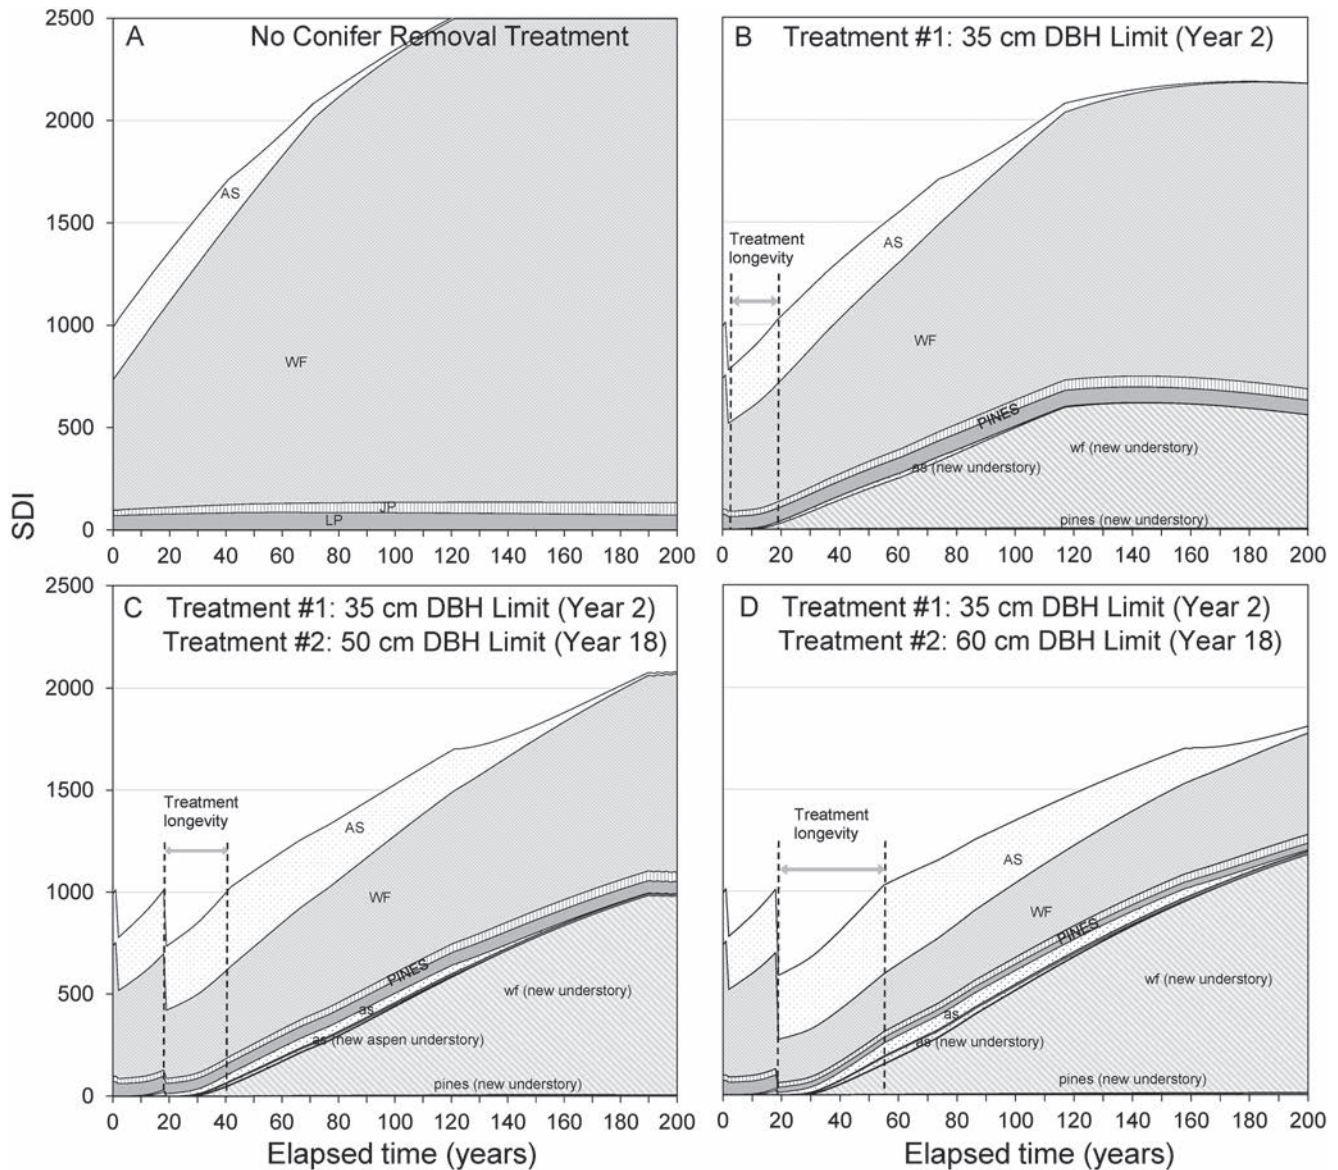 A No Conifer Removal Treatment
2500
2000
1500
1000
500
0
AS
WF
JP
LP
0 20 40 60 80 100 120 140 160 180 200
B Treatment #1: 35 cm DBH Limit (Year 2)
Treatment
longevity
AS
WF
PINES
wf (new understory)
as (new understory)
pines (new understory)
0 20 40 60 80 100 120 140 160 180 200
SDI
C Treatment #1: 35 cm DBH Limit (Year 2)
Treatment #2: 50 cm DBH Limit (Year 18)
2500
2000
1500
1000
500
0
Treatment
longevity
AS
WF
PINES
wf (new understory)
as
as (new aspen understory)
pines (new understory)
0 20 40 60 80 100 120 140 160 180 200
Elapsed time (years)
D Treatment #1: 35 cm DBH Limit (Year 2)
Treatment #2: 60 cm DBH Limit (Year 18)
Treatment
longevity
AS
WF
PINES
wf (new understory)
as
as (new understory)
pines (new understory)
0 20 40 60 80 100 120 140 160 180 200
Elapsed time (years)